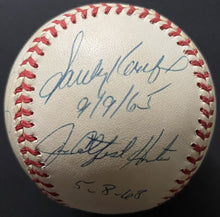 Sandy Koufax
9/9/65
Jim "Catfish" Hunter
5-8-68